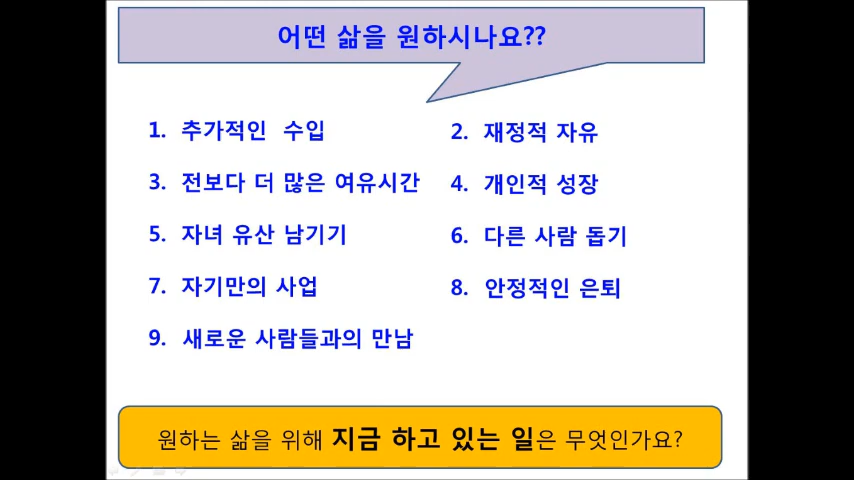 어떤 삶을 원하시나요??
1. 추가적인 수입
2. 재정적 자유
3. 전보다 더 많은 여유시간
4. 개인적 성장
5. 자녀 유산 남기기
6. 다른 사람 돕기
7. 자기만의 사업
8. 안정적인 은퇴
9. 새로운 사람들과의 만남
원하는 삶을 위해 지금 하고 있는 일은 무엇인가요?